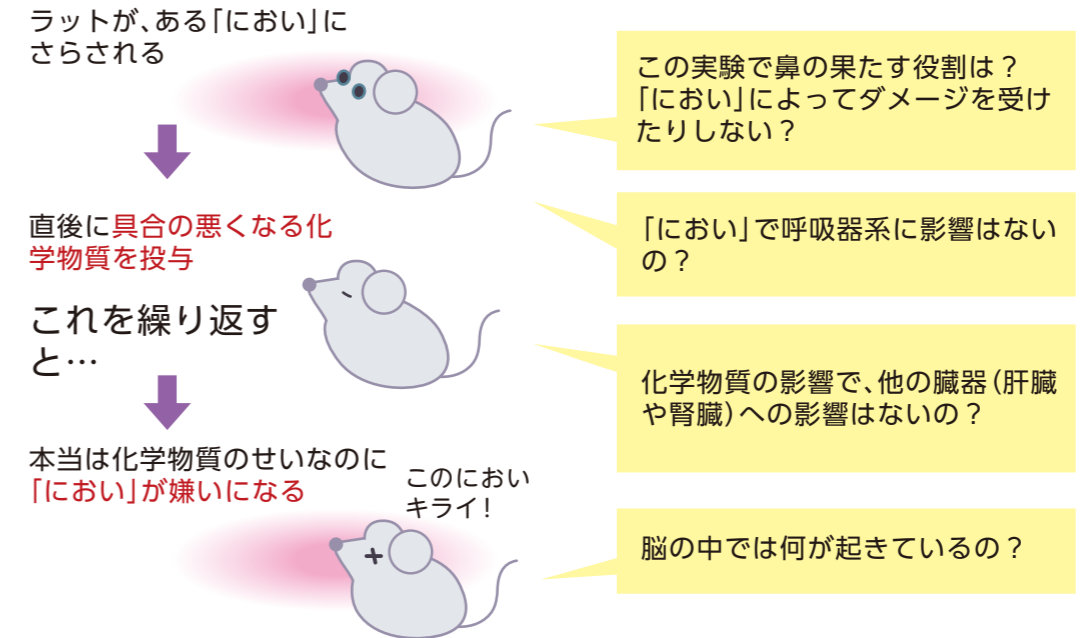 ラットが、ある「におい」に
さらされる
この実験で鼻の果たす役割は？
「におい」によってダメージを受け
たりしない？
直後に具合の悪くなる化
学物質を投与
「におい」で呼吸器系に影響はない
の？
これを繰り返す
と…
化学物質の影響で、他の臓器（肝臓
や腎臓）への影響はないの？
本当は化学物質のせいなのに
「におい」が嫌いになる
このにおい
キライ！
脳の中では何が起きているの？